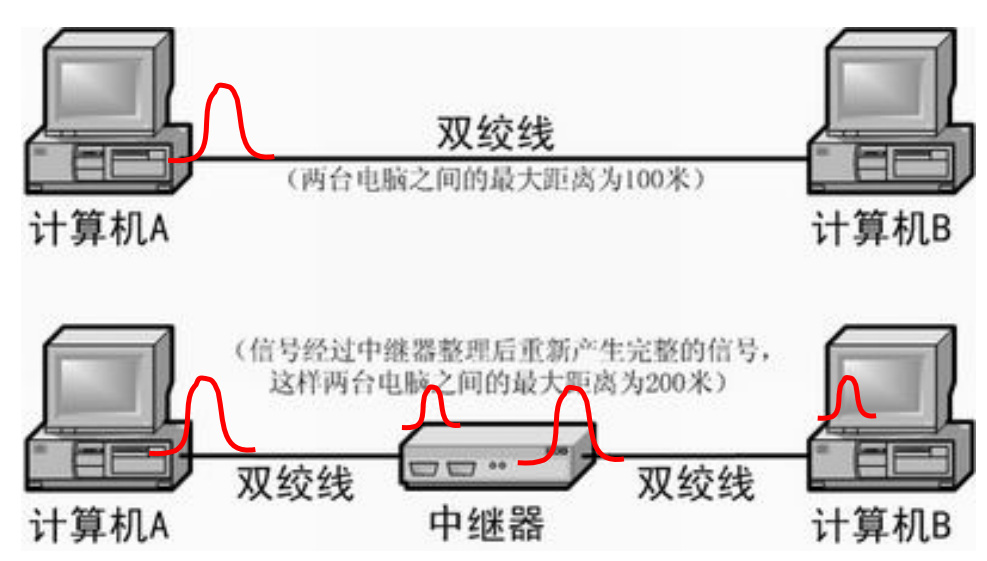 双绞线
（两台电脑之间的最大距离为100米）
计算机A
计算机B
（信号经过中继器整理后重新产生完整的信号，
这样两台电脑之间的最大距离为200米）
双绞线
双绞线
计算机A
中继器
计算机B